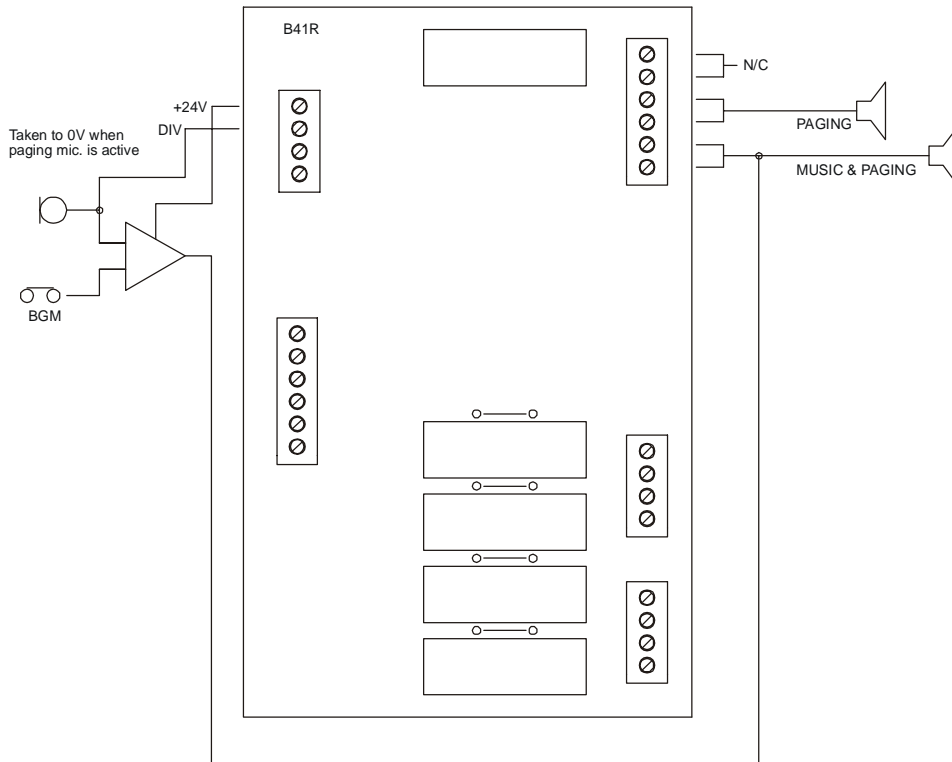 B41R
N/C
+24V
DIV
Taken to 0V when
paging mic. is active
PAGING
MUSIC & PAGING
BGM